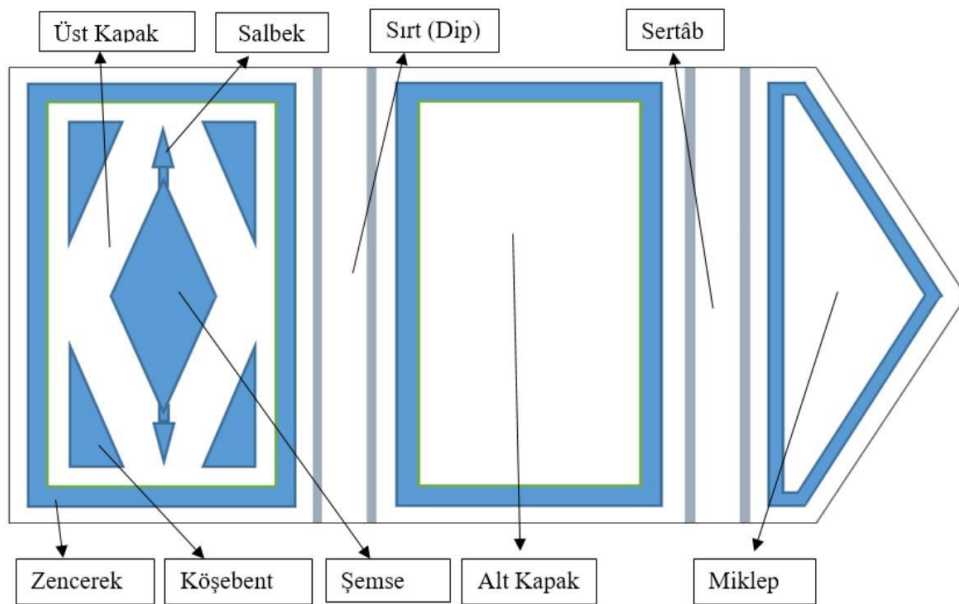 Üst Kapak
Salbek
Sırt (Dip)
Sertâb
Zencerek
Köşebent
Şemse
Alt Kapak
Miklep